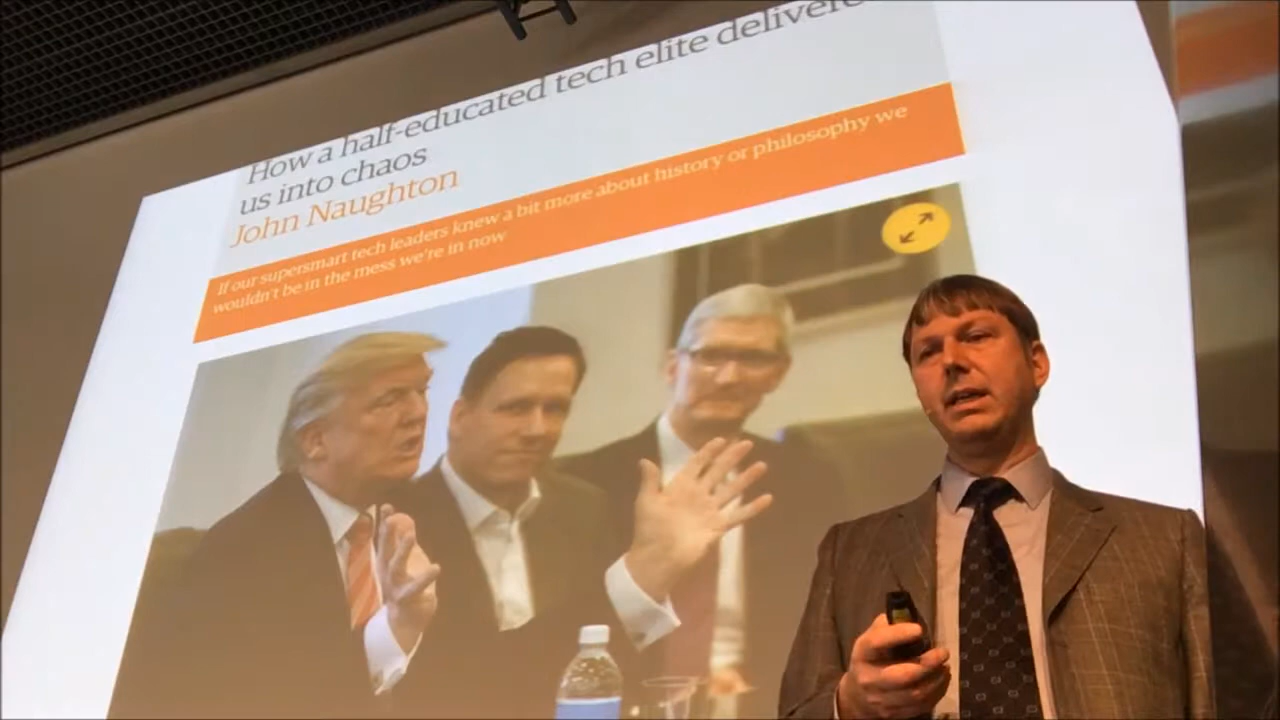 How a half-educated tech elite delivere
us into chaos
John Naughton
If our supersmart tech leaders knew a bit more about history or philosophy we
wouldn't be in the mess we're in now